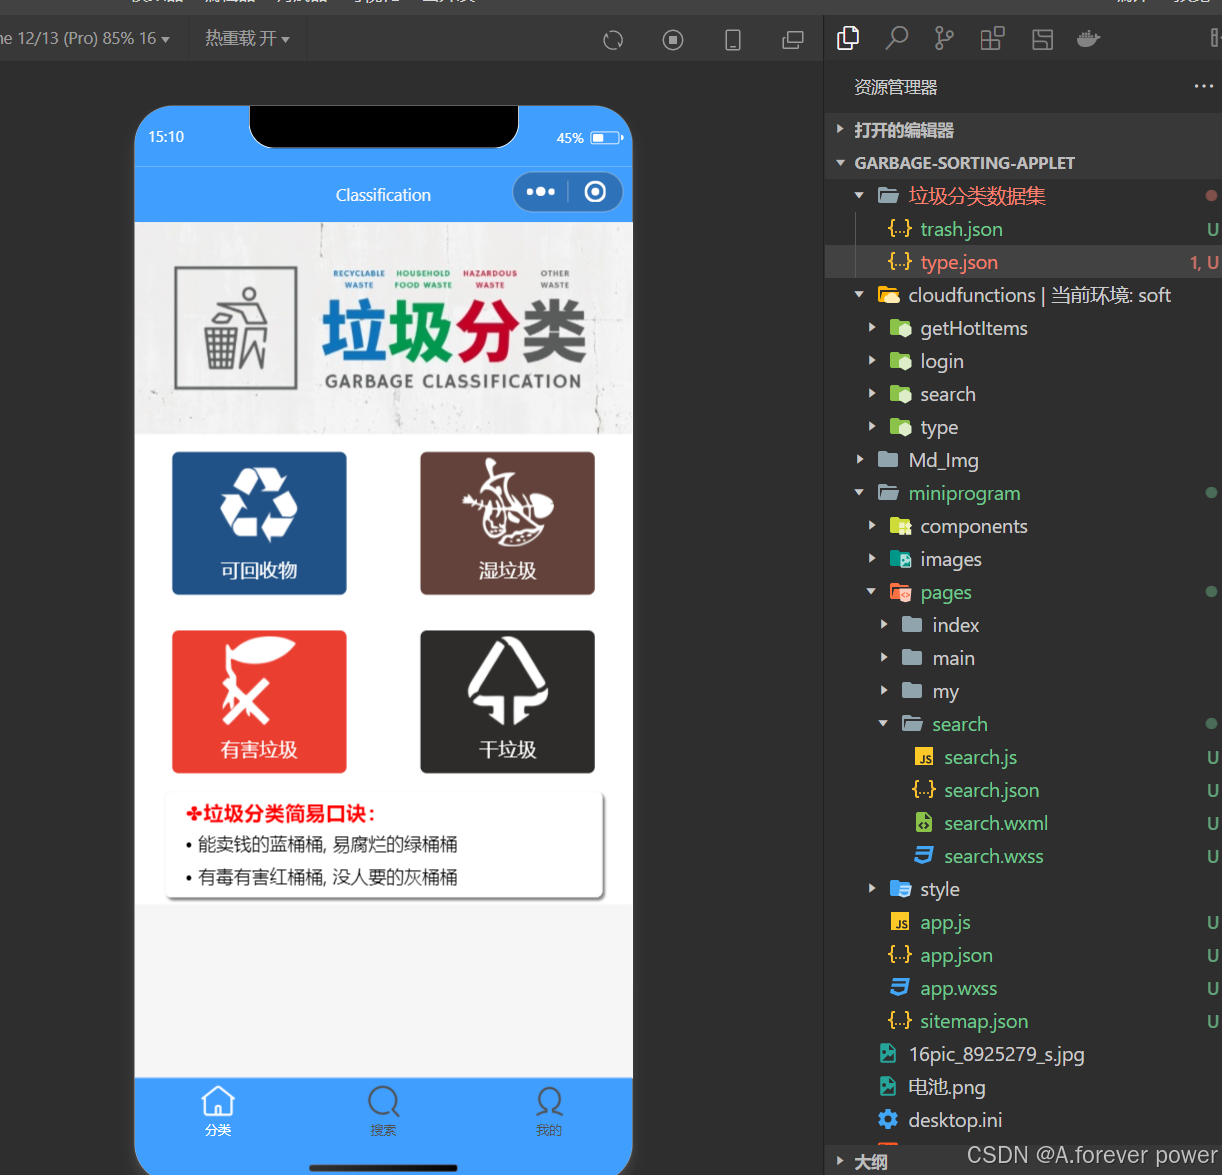 ne 12/13 (Pro) 85% 16
热重载 开
15:10
45%
Classification
RECYCLABLE WASTE
HOUSEHOLD FOOD WASTE
HAZARDOUS WASTE
OTHER WASTE
垃圾分类
GARBAGE CLASSIFICATION
可回收物
湿垃圾
有害垃圾
干垃圾
✤垃圾分类简易口诀：
• 能卖钱的蓝桶桶, 易腐烂的绿桶桶
• 有毒有害红桶桶, 没人要的灰桶桶
分类
搜索
我的
资源管理器
打开的编辑器
GARBAGE-SORTING-APPLET
垃圾分类数据集
trash.json U
type.json 1, U
cloudfunctions | 当前环境: soft
getHotItems
login
search
type
Md_Img
miniprogram
components
images
pages
index
main
my
search
search.js U
search.json U
search.wxml U
search.wxss U
style
app.js U
app.json U
app.wxss U
sitemap.json U
16pic_8925279_s.jpg
电池.png
desktop.ini
大纲
CSDN @A.forever power